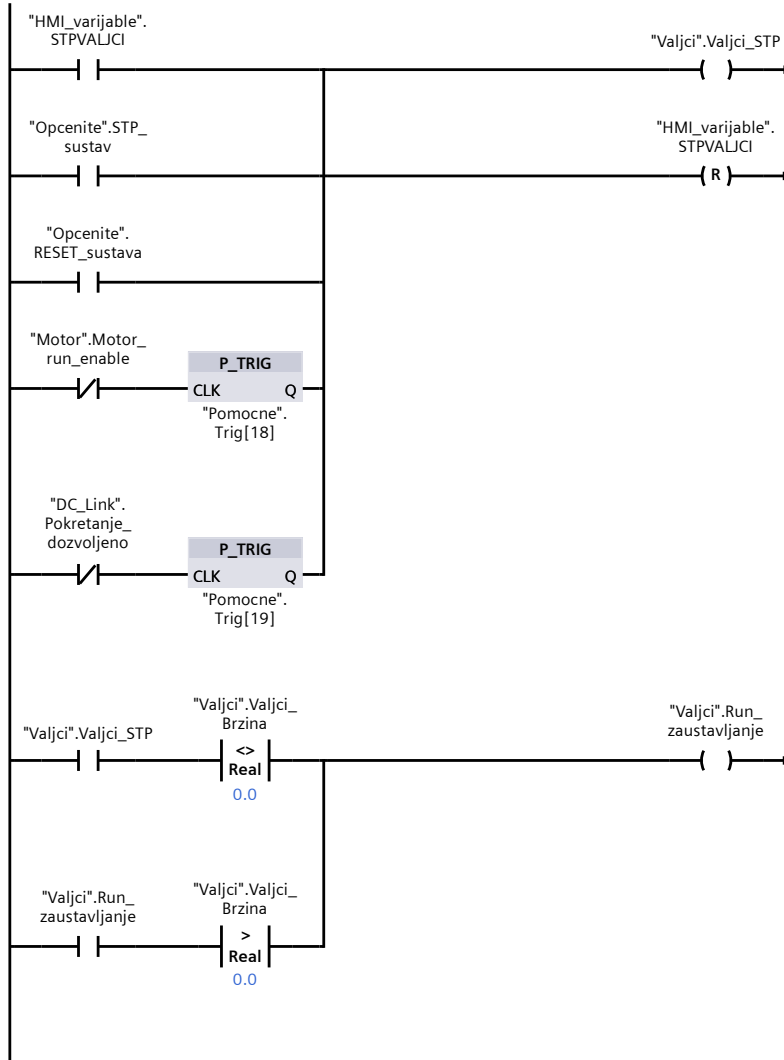 "HMI_varijable".
STPVALJCI
"Valjci".Valjci_STP
"Opcenite".STP_
sustav
"HMI_varijable".
STPVALJCI
R
"Opcenite".
RESET_sustava
"Motor".Motor_
run_enable
P_TRIG
CLK Q
"Pomocne".
Trig[18]
"DC_Link".
Pokretanje_
dozvoljeno
P_TRIG
CLK Q
"Pomocne".
Trig[19]
"Valjci".Valjci_STP
"Valjci".Valjci_
Brzina
<>
Real
0.0
"Valjci".Run_
zaustavljanje
"Valjci".Run_
zaustavljanje
"Valjci".Valjci_
Brzina
>
Real
0.0